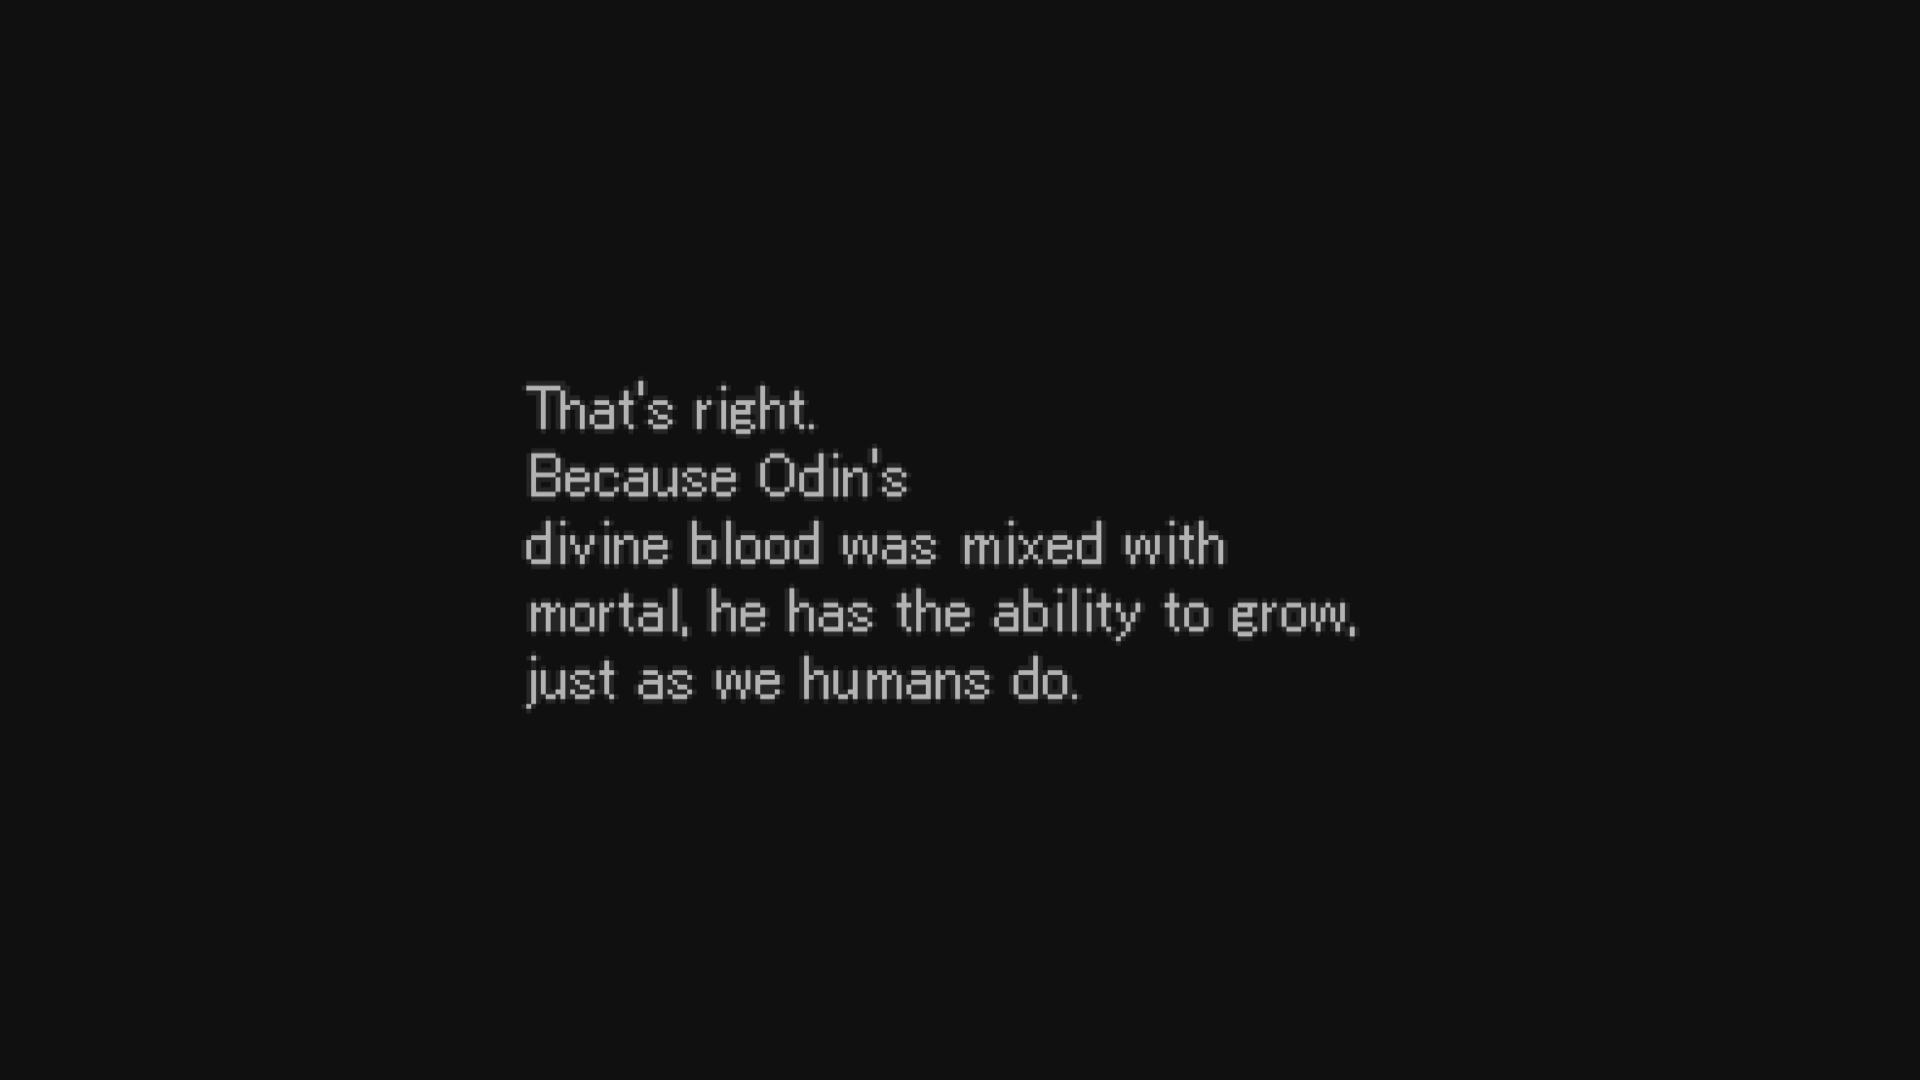 That's right.
Because Odin's
divine blood was mixed with
mortal, he has the ability to grow,
just as we humans do.